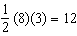 1/2 (8)(3) = 12